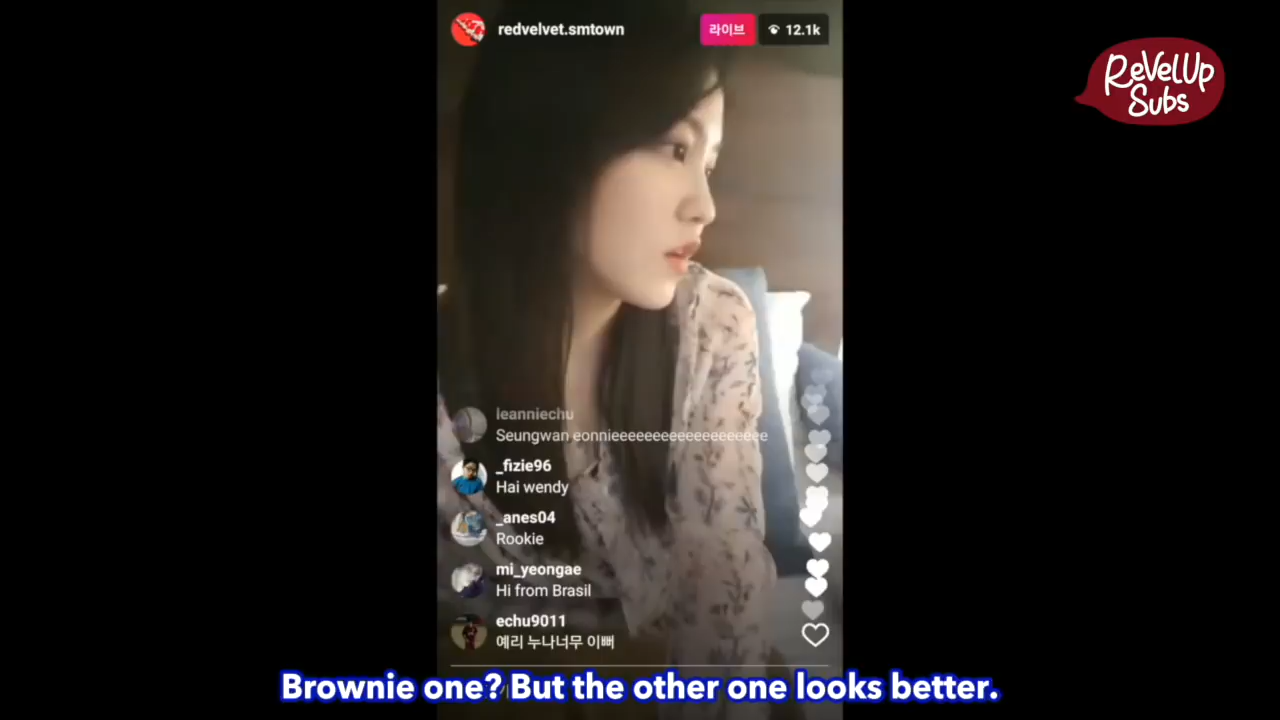 redvelvet.smtown
라이브
12.1k
ReVelUp
Subs
leanniechu
Seungwan eonnieeeeeeeeeeeeeeeeeee
_fizie96
Hai wendy
_anes04
Rookie
mi_yeongae
Hi from Brasil
echu9011
예리 누나너무 이뻐
Brownie one? But the other one looks better.